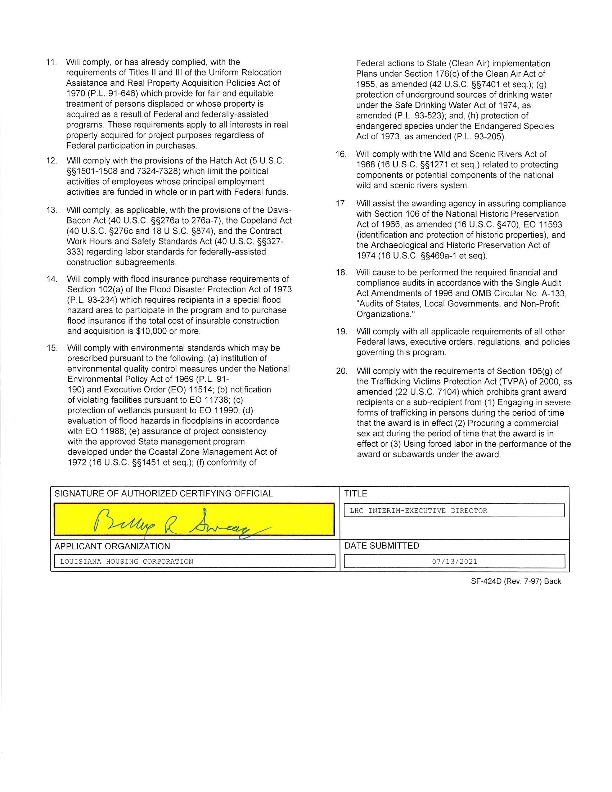 11. Will comply, or has already complied, with the
requirements of Titles II and III of the Uniform Relocation
Assistance and Real Property Acquisition Policies Act of
1970 (P.L. 91-646) which provide for fair and equitable
treatment of persons displaced or whose property is
acquired as a result of Federal and federally-assisted
programs. These requirements apply to all interests in real
property acquired for project purposes regardless of
Federal participation in purchases.
12. Will comply with the provisions of the Hatch Act (5 U.S.C.
§§1501-1508 and 7324-7328) which limit the political
activities of employees whose principal employment
activities are funded in whole or in part with Federal funds.
13. Will comply, as applicable, with the provisions of the Davis-
Bacon Act (40 U.S.C. §§276a to 276a-7), the Copeland Act
(40 U.S.C. §276c and 18 U.S.C. §874), and the Contract
Work Hours and Safety Standards Act (40 U.S.C. §§327-
333) regarding labor standards for federally-assisted
construction subagreements.
14. Will comply with flood insurance purchase requirements of
Section 102(a) of the Flood Disaster Protection Act of 1973
(P.L. 93-234) which requires recipients in a special flood
hazard area to participate in the program and to purchase
flood insurance if the total cost of insurable construction
and acquisition is $10,000 or more.
15. Will comply with environmental standards which may be
prescribed pursuant to the following: (a) institution of
environmental quality control measures under the National
Environmental Policy Act of 1969 (P.L. 91-
190) and Executive Order (EO) 11514; (b) notification
of violating facilities pursuant to EO 11738; (c)
protection of wetlands pursuant to EO 11990; (d)
evaluation of flood hazards in floodplains in accordance
with EO 11988; (e) assurance of project consistency
with the approved State management program
developed under the Coastal Zone Management Act of
1972 (16 U.S.C. §§1451 et seq.); (f) conformity of
Federal actions to State (Clean Air) implementation
Plans under Section 176(c) of the Clean Air Act of
1955, as amended (42 U.S.C. §§7401 et seq.); (g)
protection of underground sources of drinking water
under the Safe Drinking Water Act of 1974, as
amended (P.L. 93-523); and, (h) protection of
endangered species under the Endangered Species
Act of 1973, as amended (P.L. 93-205).
16. Will comply with the Wild and Scenic Rivers Act of
1968 (16 U.S.C. §§1271 et seq.) related to protecting
components or potential components of the national
wild and scenic rivers system.
17 Will assist the awarding agency in assuring compliance
with Section 106 of the National Historic Preservation
Act of 1966, as amended (16 U.S.C. §470), EO 11593
(identification and protection of historic properties), and
the Archaeological and Historic Preservation Act of
1974 (16 U.S.C. §§469a-1 et seq).
18. Will cause to be performed the required financial and
compliance audits in accordance with the Single Audit
Act Amendments of 1996 and OMB Circular No. A-133,
"Audits of States, Local Governments, and Non-Profit
Organizations."
19. Will comply with all applicable requirements of all other
Federal laws, executive orders, regulations, and policies
governing this program.
20. Will comply with the requirements of Section 106(g) of
the Trafficking Victims Protection Act (TVPA) of 2000, as
amended (22 U.S.C. 7104) which prohibits grant award
recipients or a sub-recipient from (1) Engaging in severe
forms of trafficking in persons during the period of time
that the award is in effect (2) Procuring a commercial
sex act during the period of time that the award is in
effect or (3) Using forced labor in the performance of the
award or subawards under the award.
SIGNATURE OF AUTHORIZED CERTIFYING OFFICIAL
TITLE
LHC INTERIM-EXECUTIVE DIRECTOR
APPLICANT ORGANIZATION
DATE SUBMITTED
LOUISIANA HOUSING CORPORATION
07/13/2021
SF-424D (Rev. 7-97) Back